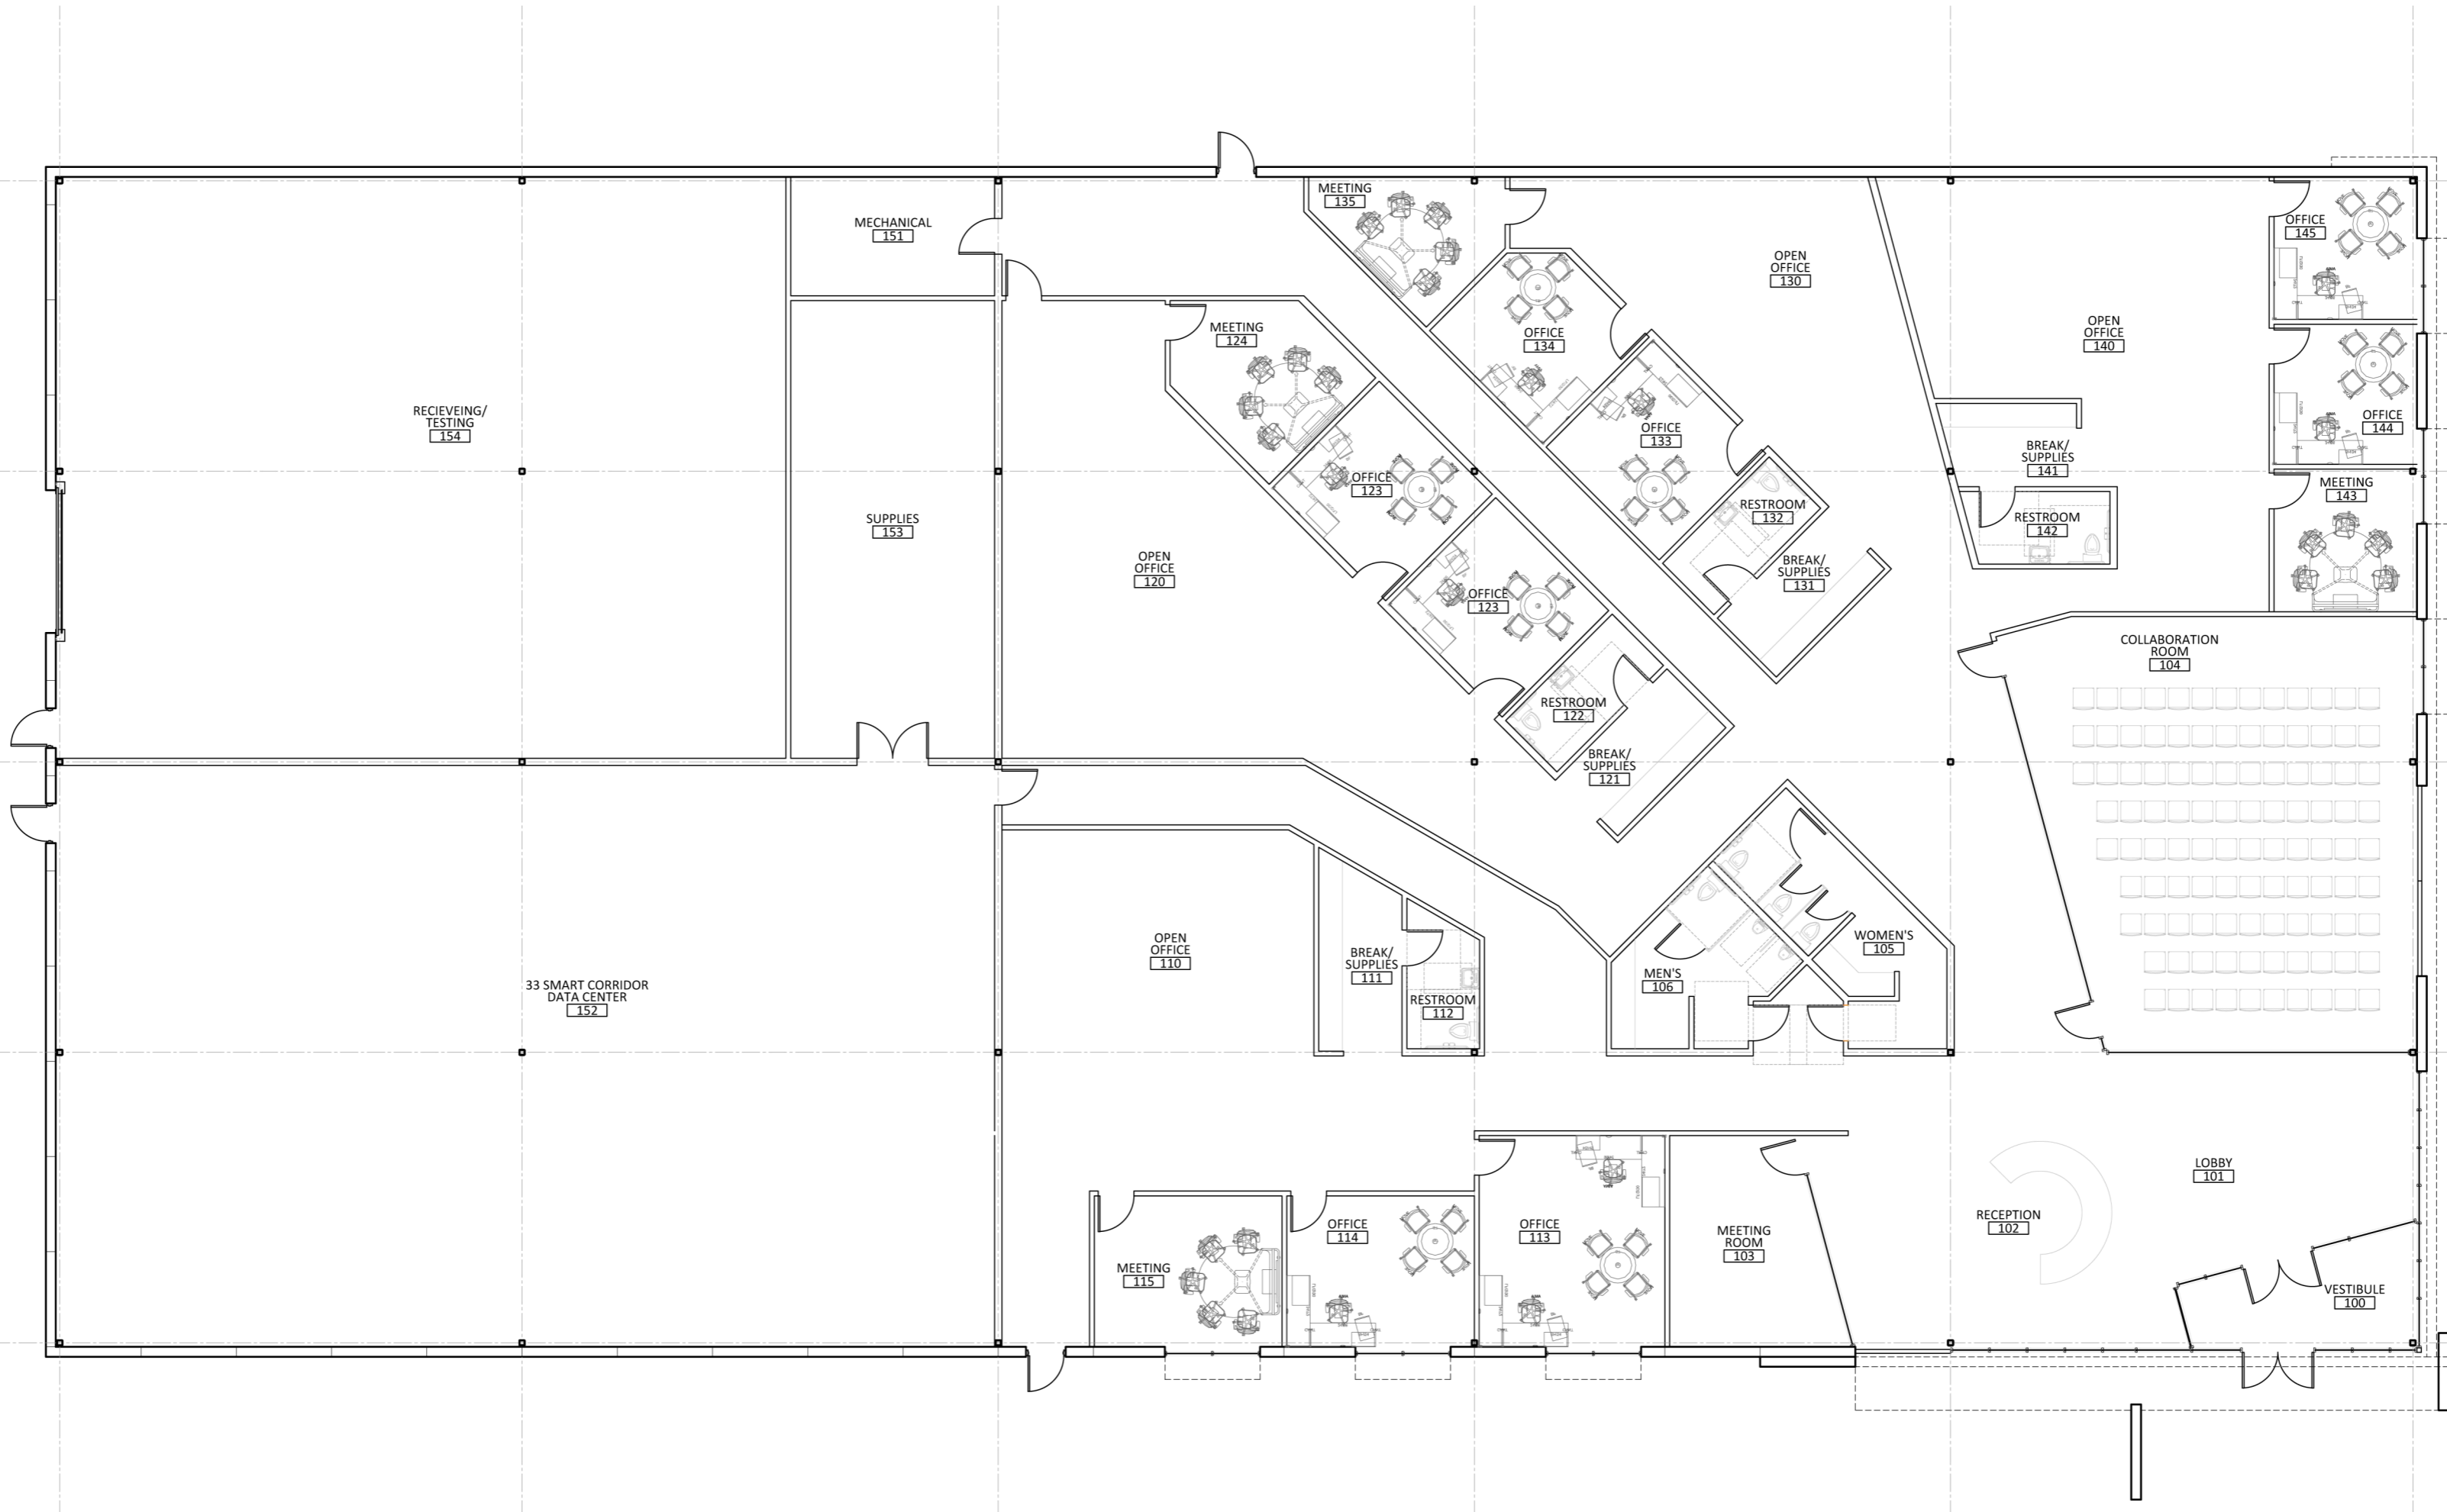 MEETING
135
MECHANICAL
151
OFFICE
145
OPEN
OFFICE
130
MEETING
124
OFFICE
134
OPEN
OFFICE
140
RECIEVEING/
TESTING
154
OFFICE
144
OFFICE
133
BREAK/
SUPPLIES
141
OFFICE
123
MEETING
143
RESTROOM
132
SUPPLIES
153
RESTROOM
142
OPEN
OFFICE
120
BREAK/
SUPPLIES
131
OFFICE
123
COLLABORATION
ROOM
104
RESTROOM
122
BREAK/
SUPPLIES
121
WOMEN'S
105
OPEN
OFFICE
110
BREAK/
SUPPLIES
111
MEN'S
106
33 SMART CORRIDOR
DATA CENTER
152
RESTROOM
112
LOBBY
101
RECEPTION
102
OFFICE
114
OFFICE
113
MEETING
ROOM
103
MEETING
115
VESTIBULE
100